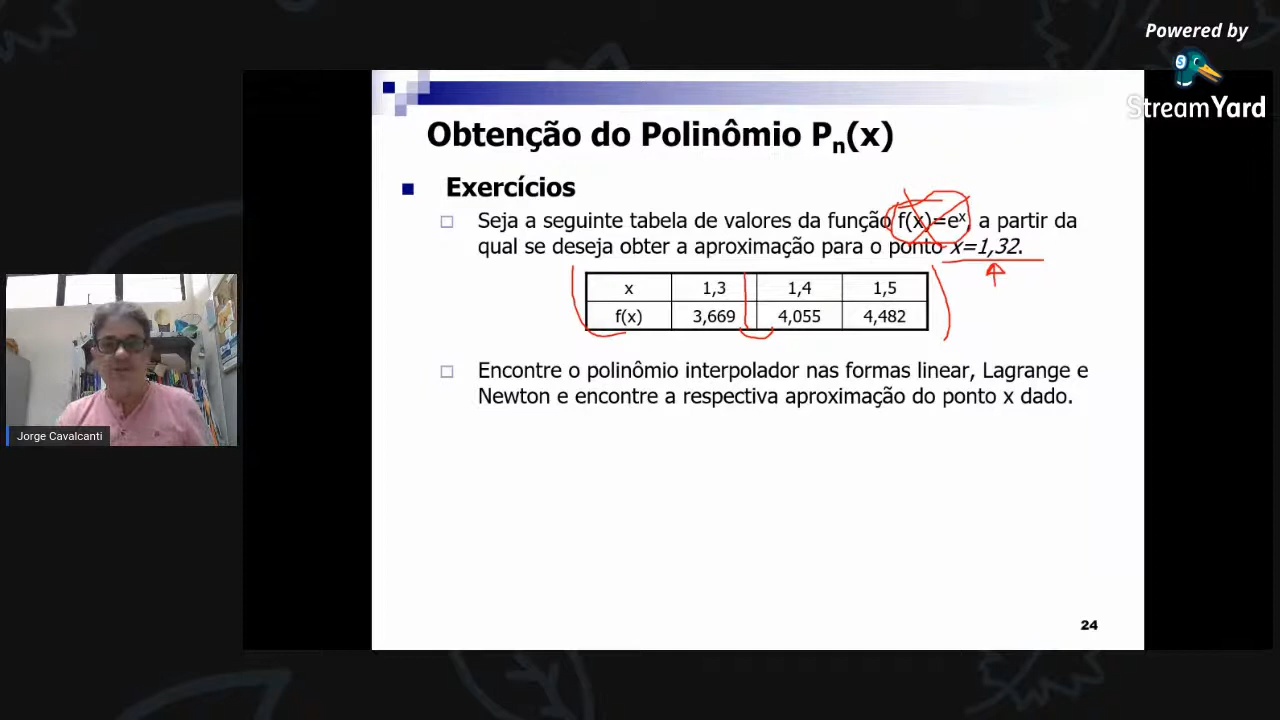 Powered by
StreamYard
Obtenção do Polinômio Pn(x)
Exercícios
Seja a seguinte tabela de valores da função f(x)=eˣ, a partir da
qual se deseja obter a aproximação para o ponto x=1,32.
x 1,3 1,4 1,5
f(x) 3,669 4,055 4,482
Encontre o polinômio interpolador nas formas linear, Lagrange e
Newton e encontre a respectiva aproximação do ponto x dado.
24
Jorge Cavalcanti